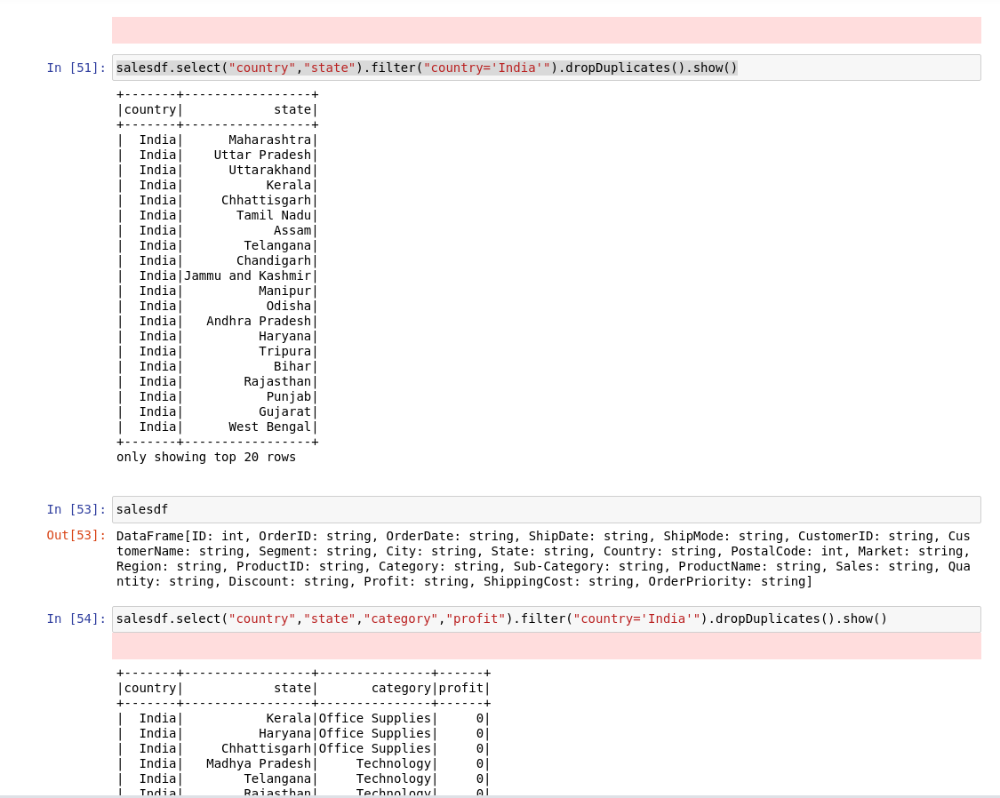 In [51]: salesdf.select("country","state").filter("country='India'").dropDuplicates().show()
+-------+-----------------+
|country|            state|
+-------+-----------------+
|  India|      Maharashtra|
|  India|    Uttar Pradesh|
|  India|      Uttarakhand|
|  India|           Kerala|
|  India|     Chhattisgarh|
|  India|       Tamil Nadu|
|  India|            Assam|
|  India|        Telangana|
|  India|       Chandigarh|
|  India|Jammu and Kashmir|
|  India|          Manipur|
|  India|           Odisha|
|  India|   Andhra Pradesh|
|  India|          Haryana|
|  India|          Tripura|
|  India|            Bihar|
|  India|        Rajasthan|
|  India|           Punjab|
|  India|          Gujarat|
|  India|      West Bengal|
+-------+-----------------+
only showing top 20 rows
In [53]: salesdf
Out[53]: DataFrame[ID: int, OrderID: string, OrderDate: string, ShipDate: string, ShipMode: string, CustomerID: string, Cus
tomerName: string, Segment: string, City: string, State: string, Country: string, PostalCode: int, Market: string,
Region: string, ProductID: string, Category: string, Sub-Category: string, ProductName: string, Sales: string, Qua
ntity: string, Discount: string, Profit: string, ShippingCost: string, OrderPriority: string]
In [54]: salesdf.select("country","state","category","profit").filter("country='India'").dropDuplicates().show()
+-------+-----------------+---------------+------+
|country|            state|       category|profit|
+-------+-----------------+---------------+------+
|  India|           Kerala|Office Supplies|     0|
|  India|          Haryana|Office Supplies|     0|
|  India|     Chhattisgarh|Office Supplies|     0|
|  India|   Madhya Pradesh|     Technology|     0|
|  India|        Telangana|     Technology|     0|
|  India|        Rajasthan|     Technology|     0|